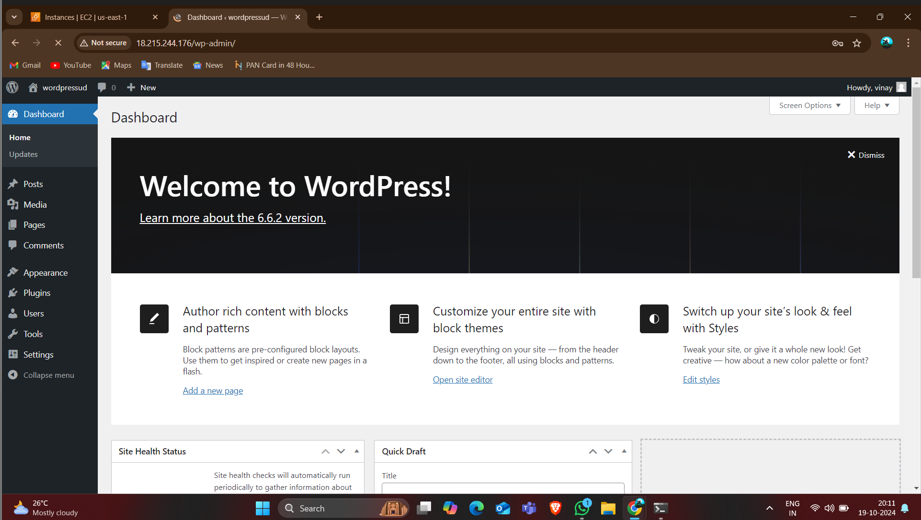 Instances | EC2 | us-east-1
Dashboard ‹ wordpressud — W
Not secure
18.215.244.176/wp-admin/
Gmail
YouTube
Maps
Translate
News
PAN Card in 48 Hou...
wordpressud
0
New
Howdy, vinay
Dashboard
Home
Updates
Posts
Media
Pages
Comments
Appearance
Plugins
Users
Tools
Settings
Collapse menu
Dashboard
Screen Options
Help
Dismiss
Welcome to WordPress!
Learn more about the 6.6.2 version.
Author rich content with blocks
and patterns
Block patterns are pre-configured block layouts.
Use them to get inspired or create new pages in a
flash.
Add a new page
Customize your entire site with
block themes
Design everything on your site — from the header
down to the footer, all using blocks and patterns.
Open site editor
Switch up your site’s look & feel
with Styles
Tweak your site, or give it a whole new look! Get
creative — how about a new color palette or font?
Edit styles
Site Health Status
Site health checks will automatically run
periodically to gather information about
Quick Draft
Title
26°C
Mostly cloudy
Search
1
ENG
IN
20:11
19-10-2024